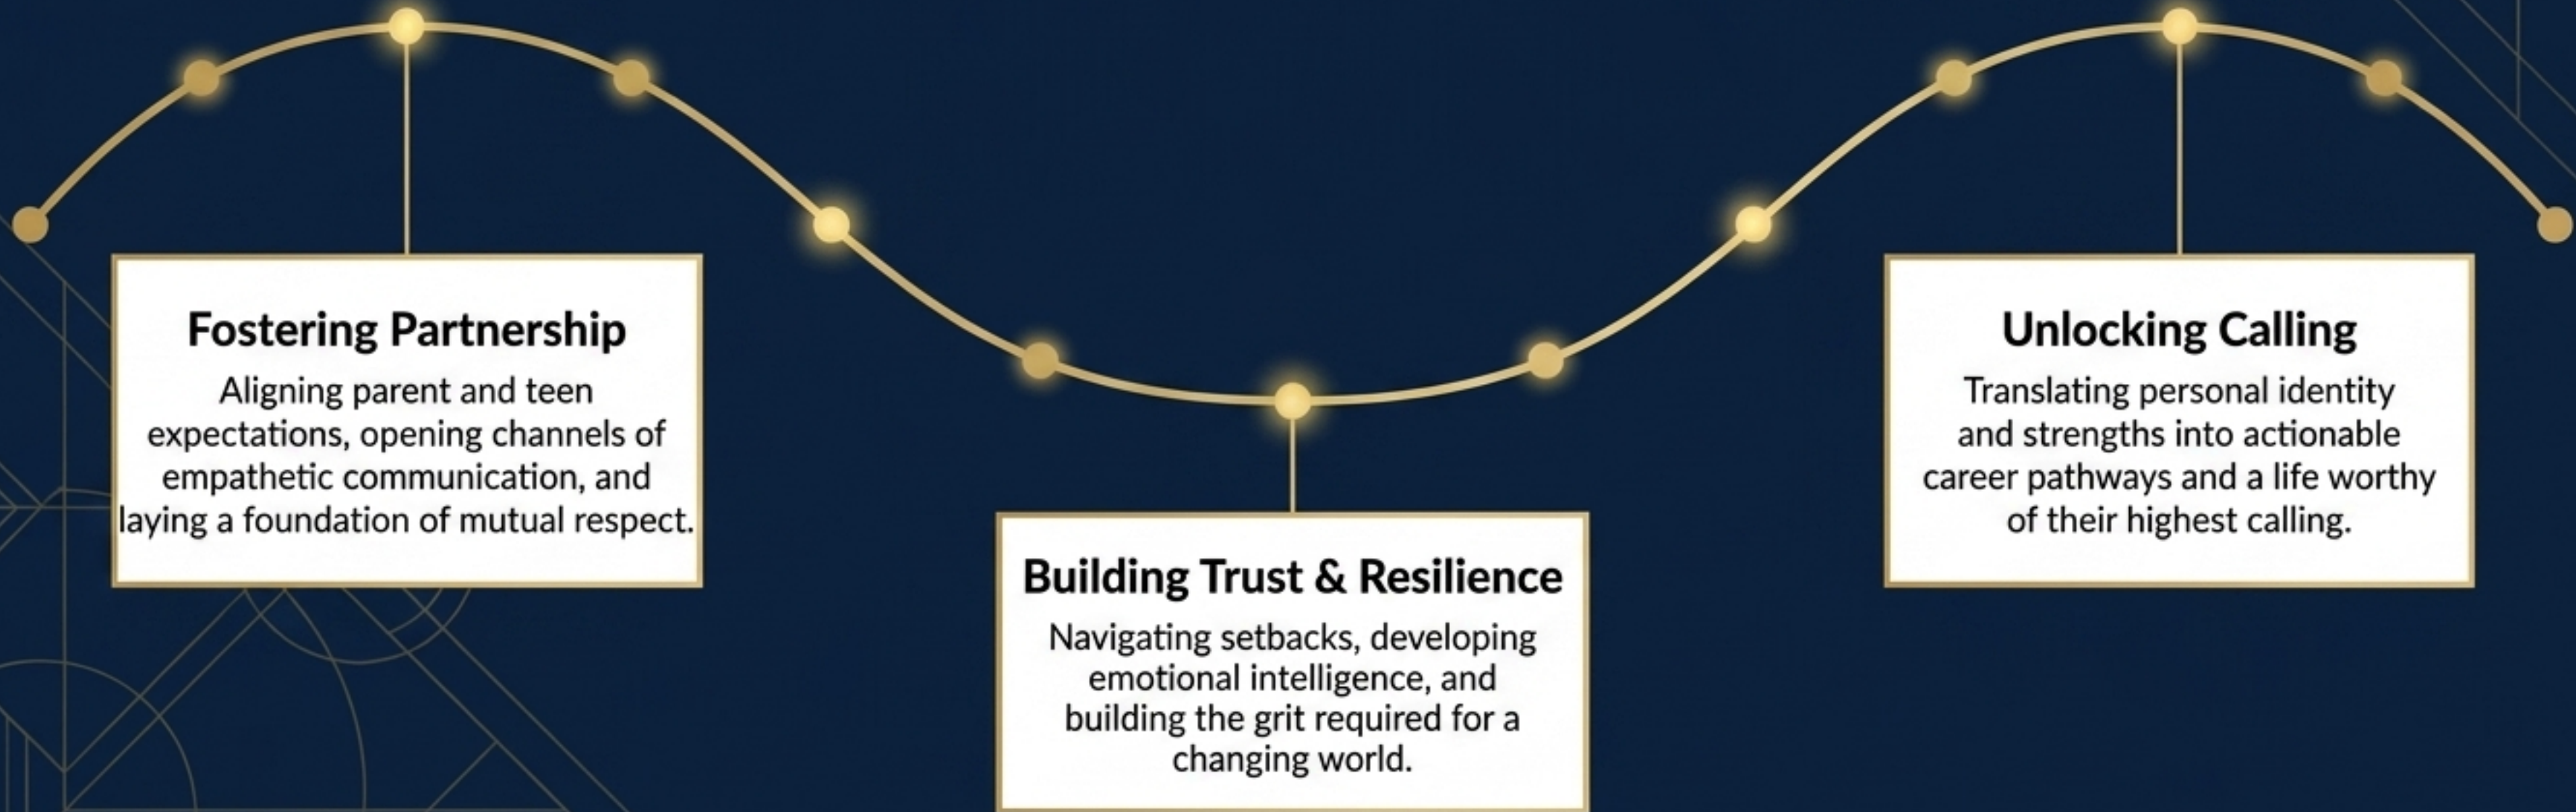 Fostering Partnership
Aligning parent and teen
expectations, opening channels of
empathetic communication, and
laying a foundation of mutual respect.
Building Trust & Resilience
Navigating setbacks, developing
emotional intelligence, and
building the grit required for a
changing world.
Unlocking Calling
Translating personal identity
and strengths into actionable
career pathways and a life worthy
of their highest calling.